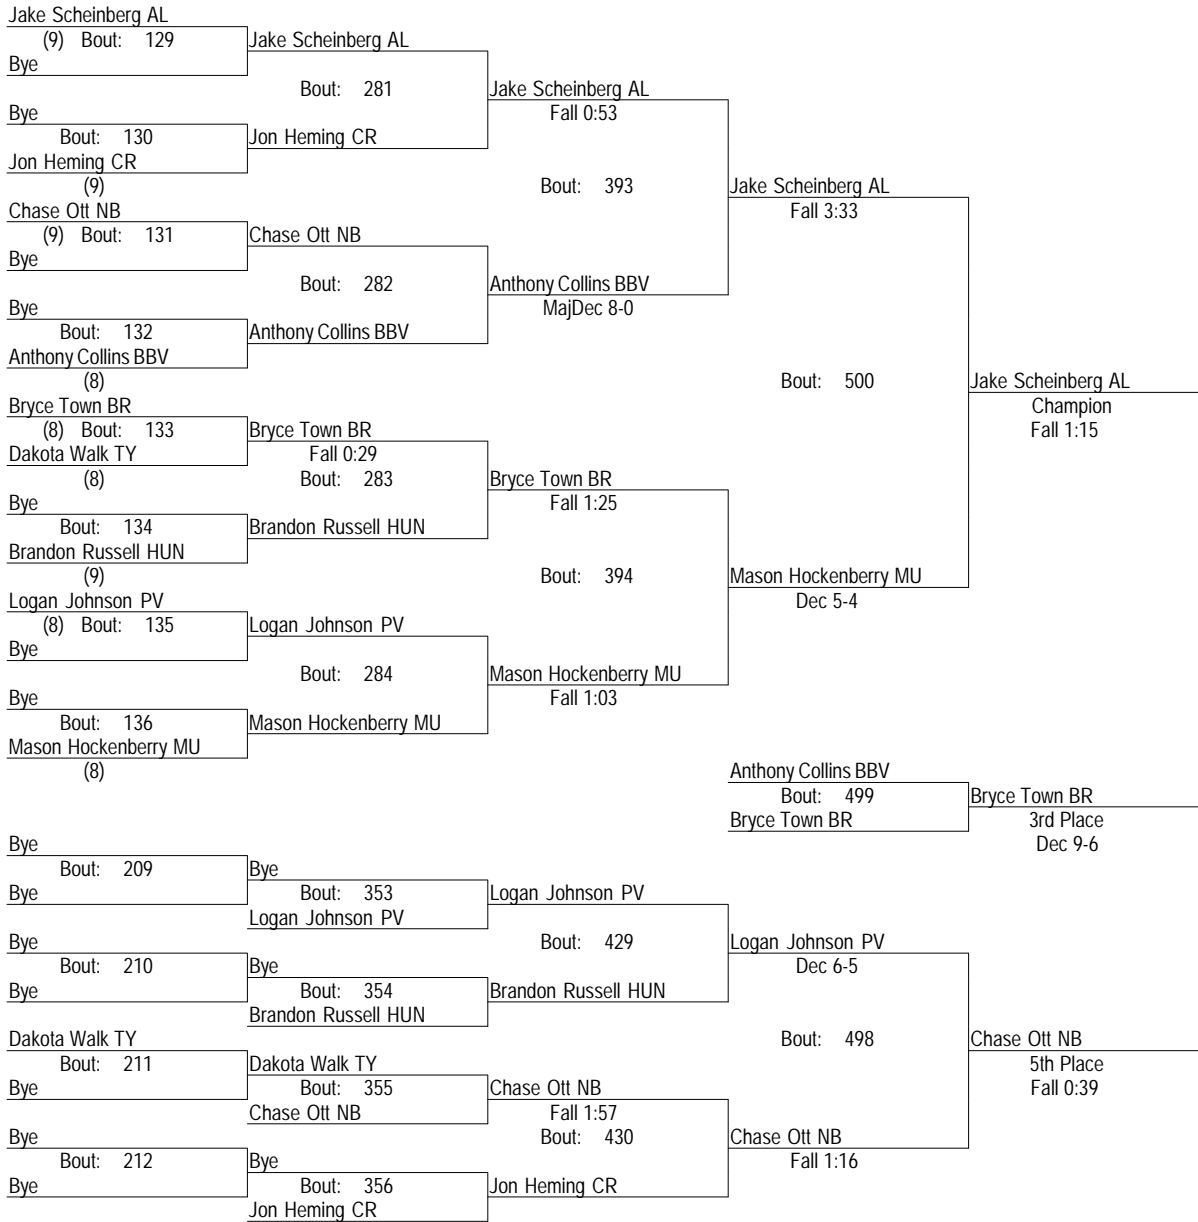 Jake Scheinberg AL
(9) Bout: 129
Jake Scheinberg AL
Bye
Bout: 281
Jake Scheinberg AL
Bye
Fall 0:53
Bout: 130
Jon Heming CR
Jon Heming CR
(9)
Bout: 393
Jake Scheinberg AL
Chase Ott NB
Fall 3:33
(9) Bout: 131
Chase Ott NB
Bye
Bout: 282
Anthony Collins BBV
Bye
MajDec 8-0
Bout: 132
Anthony Collins BBV
Anthony Collins BBV
(8)
Bout: 500
Jake Scheinberg AL
Bryce Town BR
Champion
(8) Bout: 133
Bryce Town BR
Fall 1:15
Dakota Walk TY
Fall 0:29
(8)
Bout: 283
Bryce Town BR
Bye
Fall 1:25
Bout: 134
Brandon Russell HUN
Brandon Russell HUN
(9)
Bout: 394
Mason Hockenberry MU
Logan Johnson PV
Dec 5-4
(8) Bout: 135
Logan Johnson PV
Bye
Bout: 284
Mason Hockenberry MU
Bye
Fall 1:03
Bout: 136
Mason Hockenberry MU
Mason Hockenberry MU
(8)
Anthony Collins BBV
Bout: 499
Bryce Town BR
Bryce Town BR
3rd Place
Dec 9-6
Bye
Bout: 209
Bye
Bye
Bout: 353
Logan Johnson PV
Logan Johnson PV
Bye
Bout: 429
Logan Johnson PV
Bout: 210
Bye
Dec 6-5
Bye
Bout: 354
Brandon Russell HUN
Brandon Russell HUN
Dakota Walk TY
Bout: 498
Chase Ott NB
Bout: 211
Dakota Walk TY
5th Place
Bye
Bout: 355
Chase Ott NB
Fall 0:39
Chase Ott NB
Fall 1:57
Bye
Bout: 430
Chase Ott NB
Bout: 212
Bye
Fall 1:16
Bye
Bout: 356
Jon Heming CR
Jon Heming CR